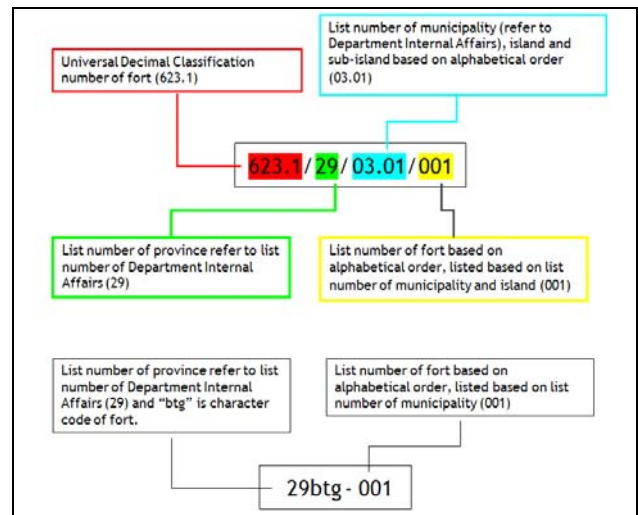 List number of municipality (refer to
Department Internal Affairs), island and
sub-island based on alphabetical order
(03.01)
Universal Decimal Classification
number of fort (623.1)
623.1/29/03.01/001
List number of province refer to list
number of Department Internal
Affairs (29)
List number of fort based on
alphabetical order, listed based on list
number of municipality and island (001)
List number of province refer to list
number of Department Internal
Affairs (29) and “btg” is character
code of fort.
List number of fort based on
alphabetical order, listed based on list
number of municipality (001)
29btg - 001